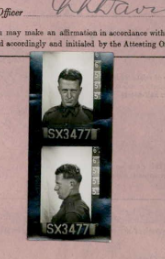 Officer
may make an affirmation in accordance with
d accordingly and initialed by the Attesting O
SX3477
SX3477